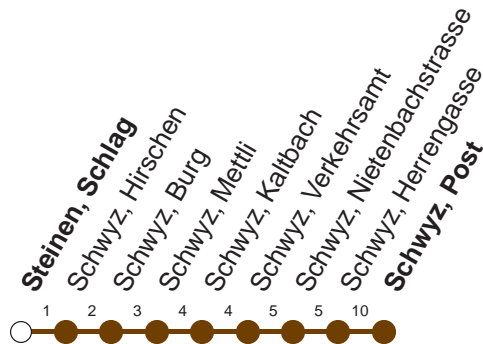 Steinen, Schlag
Schwyz, Hirschen
Schwyz, Burg
Schwyz, Mettli
Schwyz, Kaltbach
Schwyz, Verkehrsamt
Schwyz, Nietenbachstrasse
Schwyz, Herrengasse
Schwyz, Post
1 2 3 4 4 5 5 10